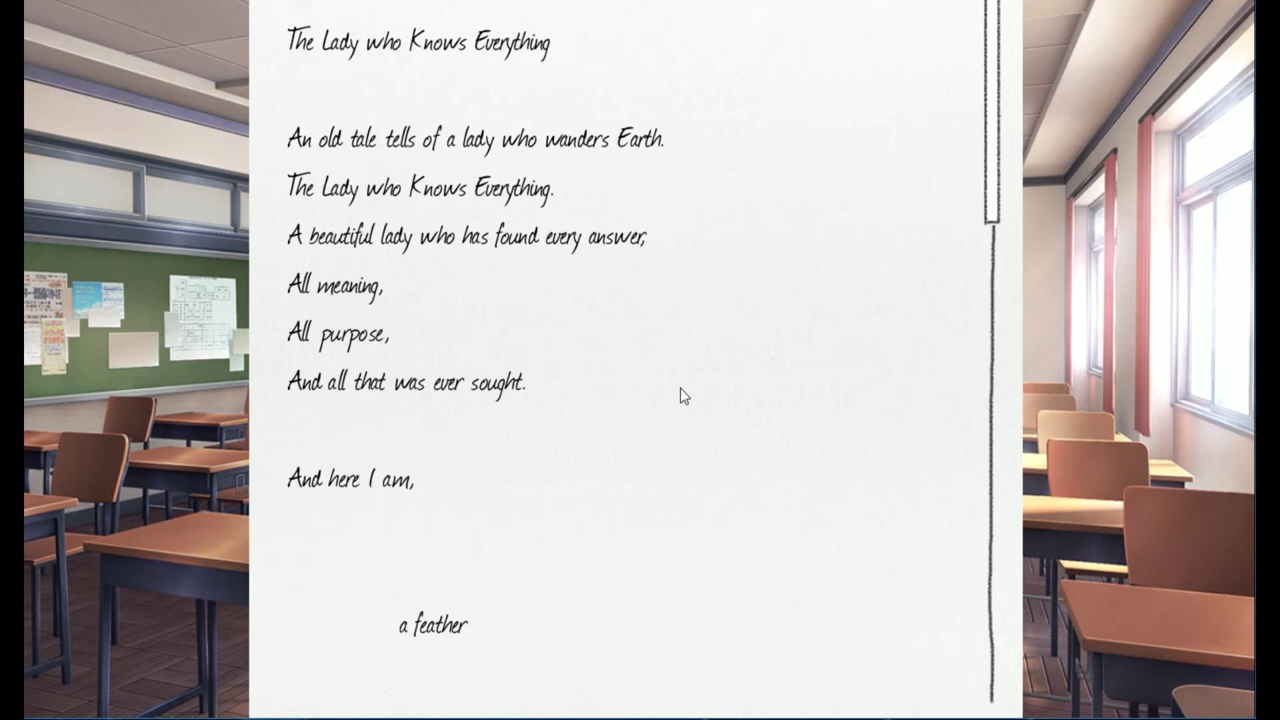 The Lady who Knows Everything
An old tale tells of a lady who wanders Earth.
The Lady who Knows Everything.
A beautiful lady who has found every answer,
All meaning,
All purpose,
And all that was ever sought.
And here I am,
a feather